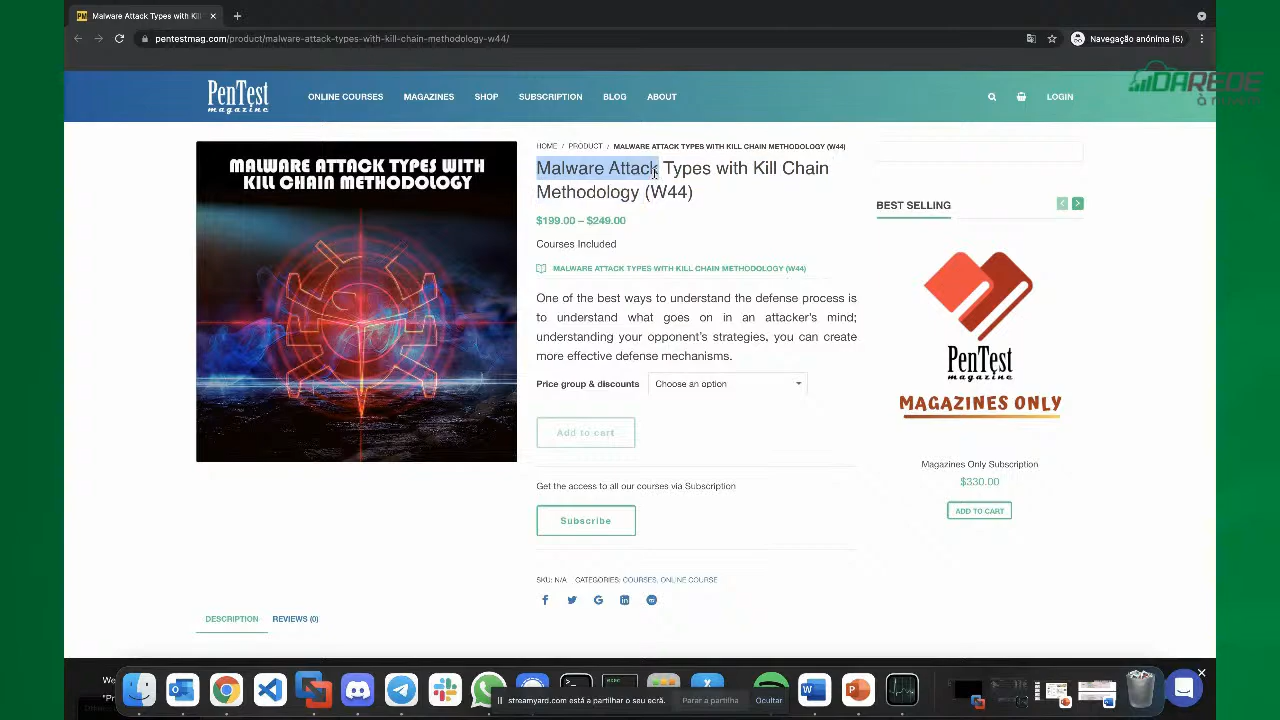 Malware Attack Types with Kill
pentestmag.com/product/malware-attack-types-with-kill-chain-methodology-w44/
Navegação anónima (6)
DAREDE
PenTest
magazine
ONLINE COURSES
MAGAZINES
SHOP
SUBSCRIPTION
BLOG
ABOUT
LOGIN
MALWARE ATTACK TYPES WITH
KILL CHAIN METHODOLOGY
HOME / PRODUCT / MALWARE ATTACK TYPES WITH KILL CHAIN METHODOLOGY (W44)
Malware Attack Types with Kill Chain
Methodology (W44)
$199.00 – $249.00
Courses Included
MALWARE ATTACK TYPES WITH KILL CHAIN METHODOLOGY (W44)
One of the best ways to understand the defense process is
to understand what goes on in an attacker's mind;
understanding your opponent's strategies, you can create
more effective defense mechanisms.
Price group & discounts
Choose an option
Add to cart
Get the access to all our courses via Subscription
Subscribe
SKU: N/A CATEGORIES: COURSES, ONLINE COURSE
BEST SELLING
PenTest
magazine
MAGAZINES ONLY
Magazines Only Subscription
$330.00
ADD TO CART
DESCRIPTION
REVIEWS (0)
We
streamyard.com está a partilhar o seu ecrã.
Parar a partilha
Ocultar